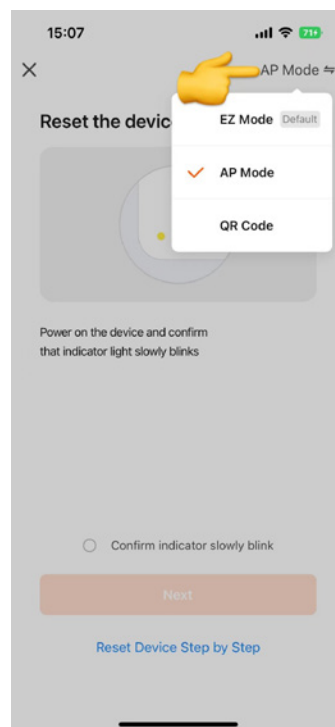 15:07
71
AP Mode
Reset the devic
EZ Mode Default
AP Mode
QR Code
Power on the device and confirm
that indicator light slowly blinks
Confirm indicator slowly blink
Next
Reset Device Step by Step